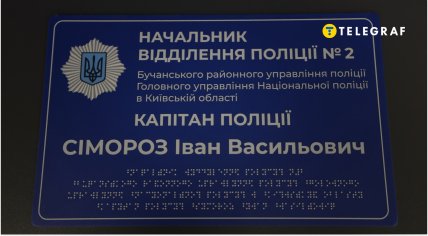 TELEGRAF
НАЧАЛЬНИК
ВІДДІЛЕННЯ ПОЛІЦІЇ № 2
Бучанського районного управління поліції
Головного управління Національної поліції
в Київській області
КАПІТАН ПОЛІЦІЇ
СІМОРОЗ Іван Васильович